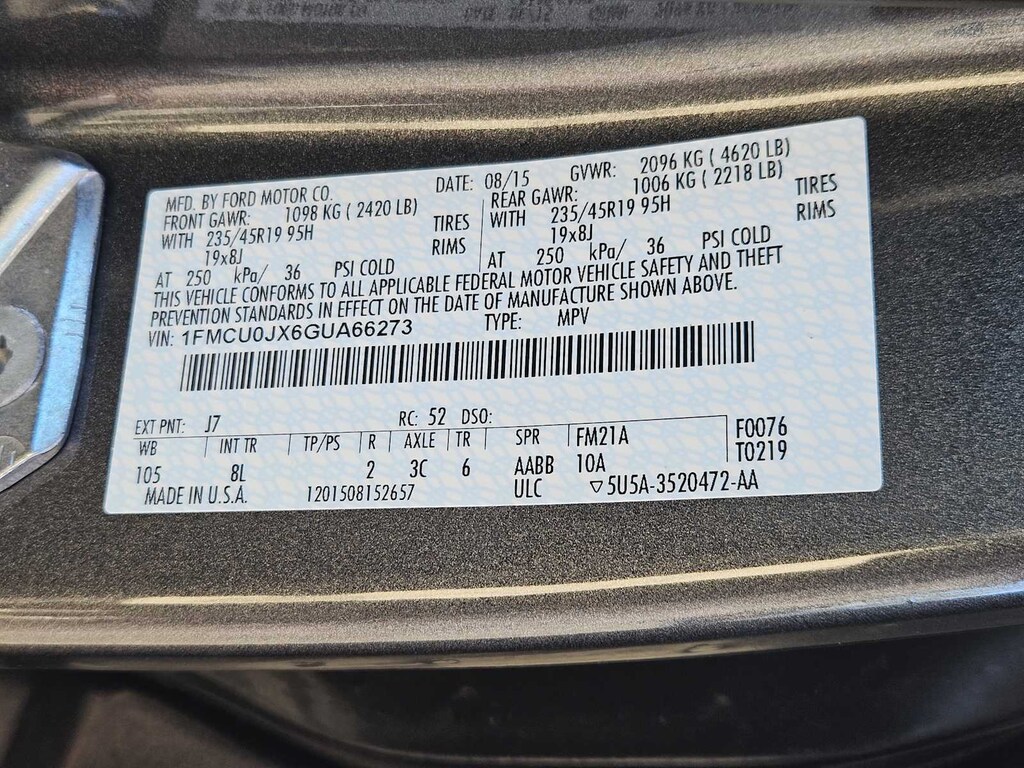 MFD. BY FORD MOTOR CO. DATE: 08/15 GVWR: 2096 KG ( 4620 LB)
FRONT GAWR: 1098 KG ( 2420 LB) REAR GAWR: 1006 KG ( 2218 LB)
WITH 235/45R19 95H TIRES WITH 235/45R19 95H TIRES
19x8J RIMS 19x8J RIMS
AT 250 kPa/ 36 PSI COLD AT 250 kPa/ 36 PSI COLD
THIS VEHICLE CONFORMS TO ALL APPLICABLE FEDERAL MOTOR VEHICLE SAFETY AND THEFT
PREVENTION STANDARDS IN EFFECT ON THE DATE OF MANUFACTURE SHOWN ABOVE.
VIN: 1FMCU0JX6GUA66273 TYPE: MPV
EXT PNT: J7 RC: 52 DSO:
WB INT TR TP/PS R AXLE TR SPR FM21A F0076
105 8L 2 3C 6 AABB 10A T0219
MADE IN U.S.A. 1201508152657 ULC ▽5U5A-3520472-AA